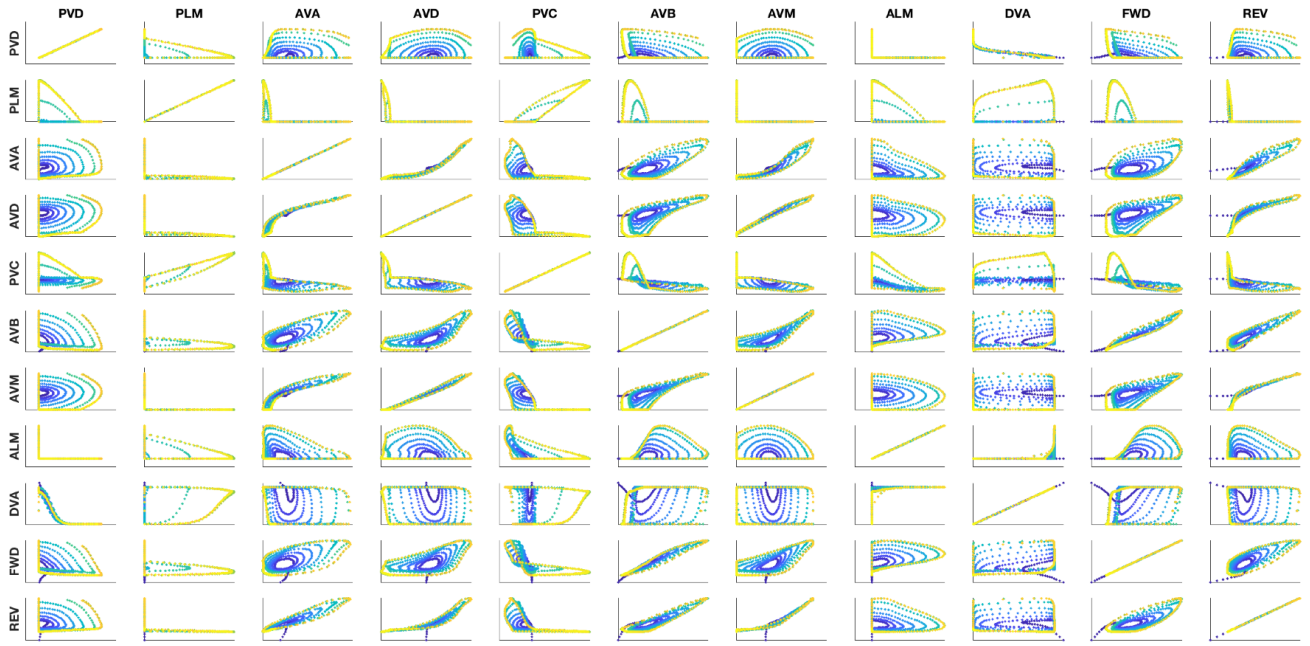 PVD PLM AVA AVD PVC AVB AVM ALM DVA FWD REV
PVD
PLM
AVA
AVD
PVC
AVB
AVM
ALM
DVA
FWD
REV